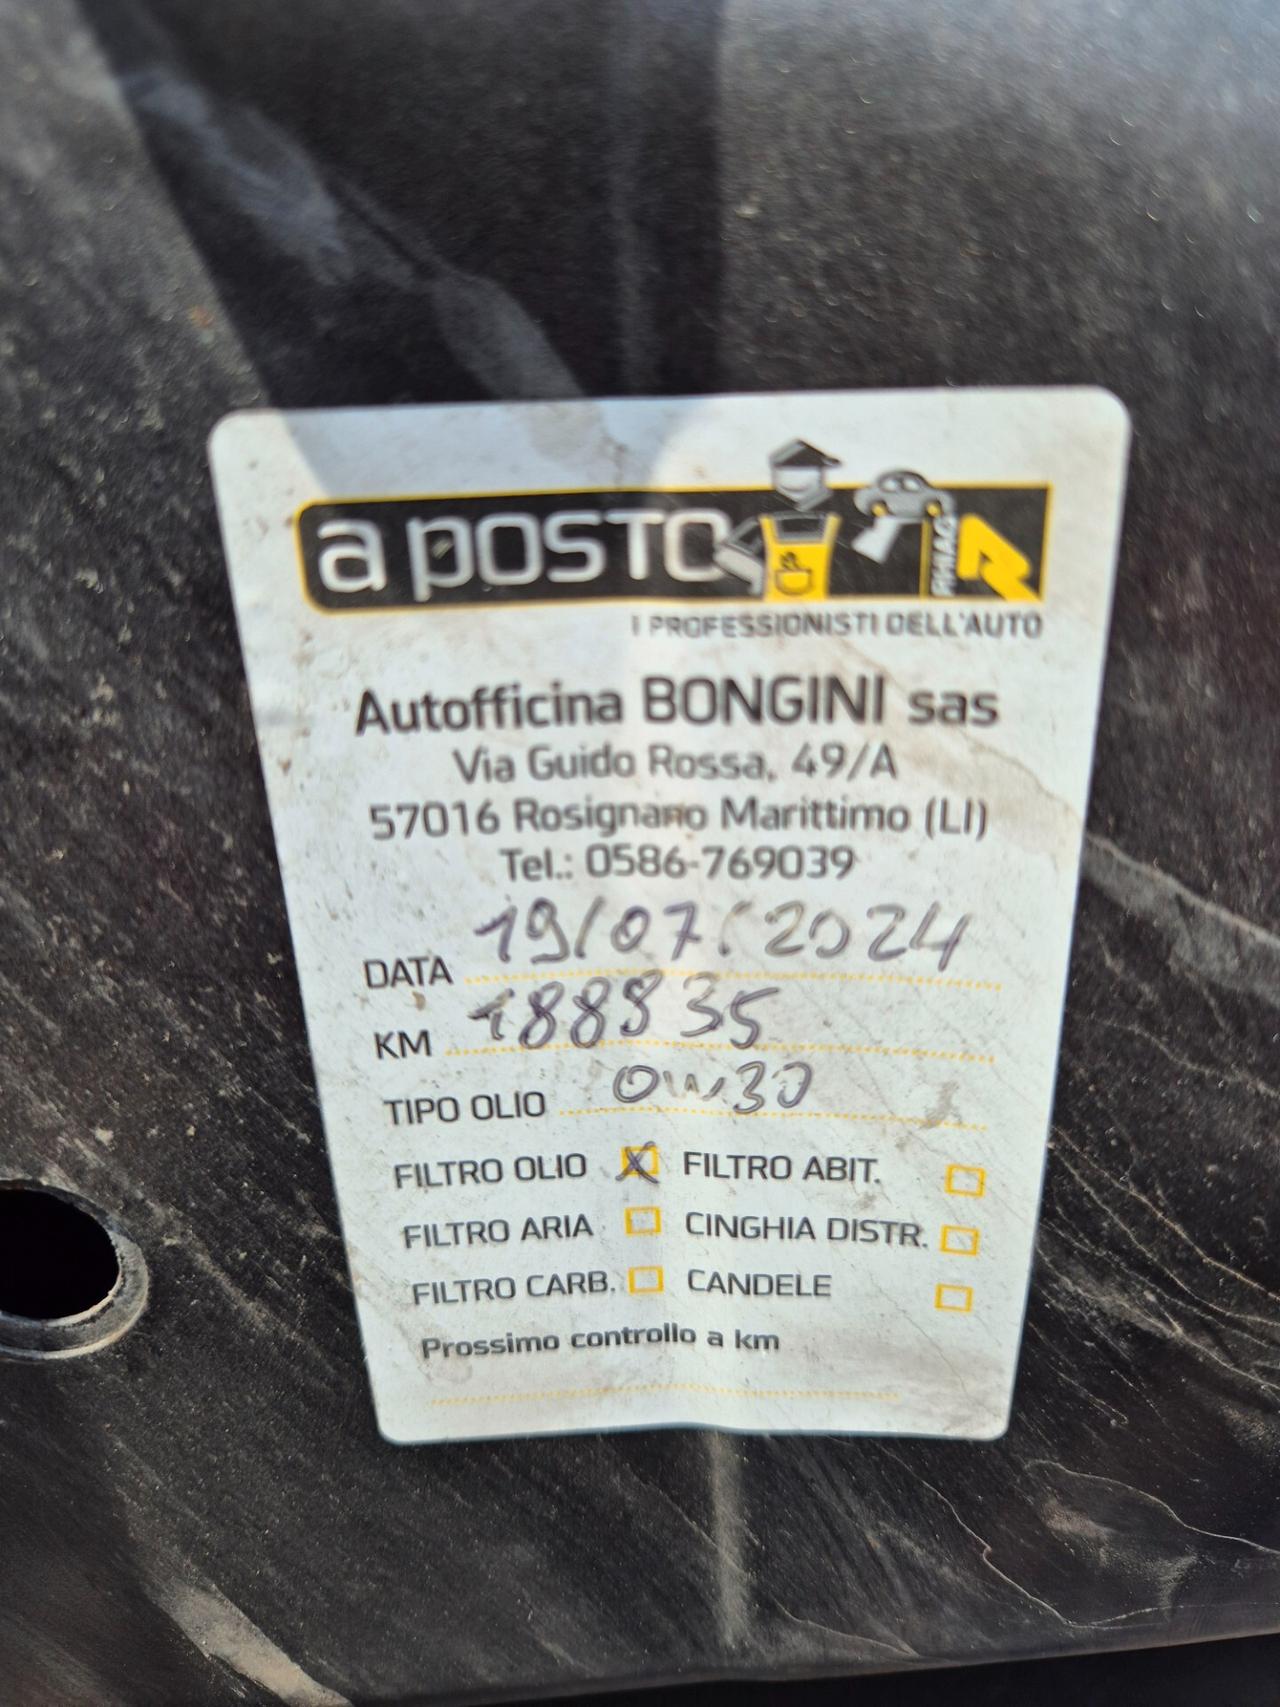 a posto
RHIAG
I PROFESSIONISTI DELL'AUTO
Autofficina BONGINI sas
Via Guido Rossa, 49/A
57016 Rosignano Marittimo (LI)
Tel.: 0586-769039
DATA 19/07/2024
KM 188935
TIPO OLIO 0W30
FILTRO OLIO X FILTRO ABIT.
FILTRO ARIA CINGHIA DISTR.
FILTRO CARB. CANDELE
Prossimo controllo a km